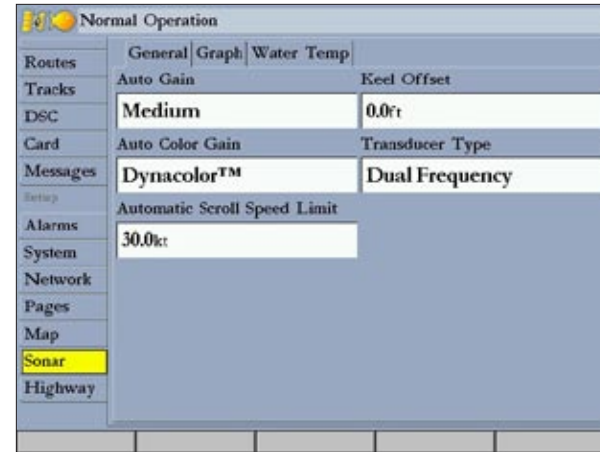 Normal Operation
General Graph Water Temp
Routes
Tracks
DSC
Card
Messages
Setup
Alarms
System
Network
Pages
Map
Sonar
Highway
Auto Gain
Keel Offset
Medium
0.0ft
Auto Color Gain
Transducer Type
Dynacolor™
Dual Frequency
Automatic Scroll Speed Limit
30.0kt